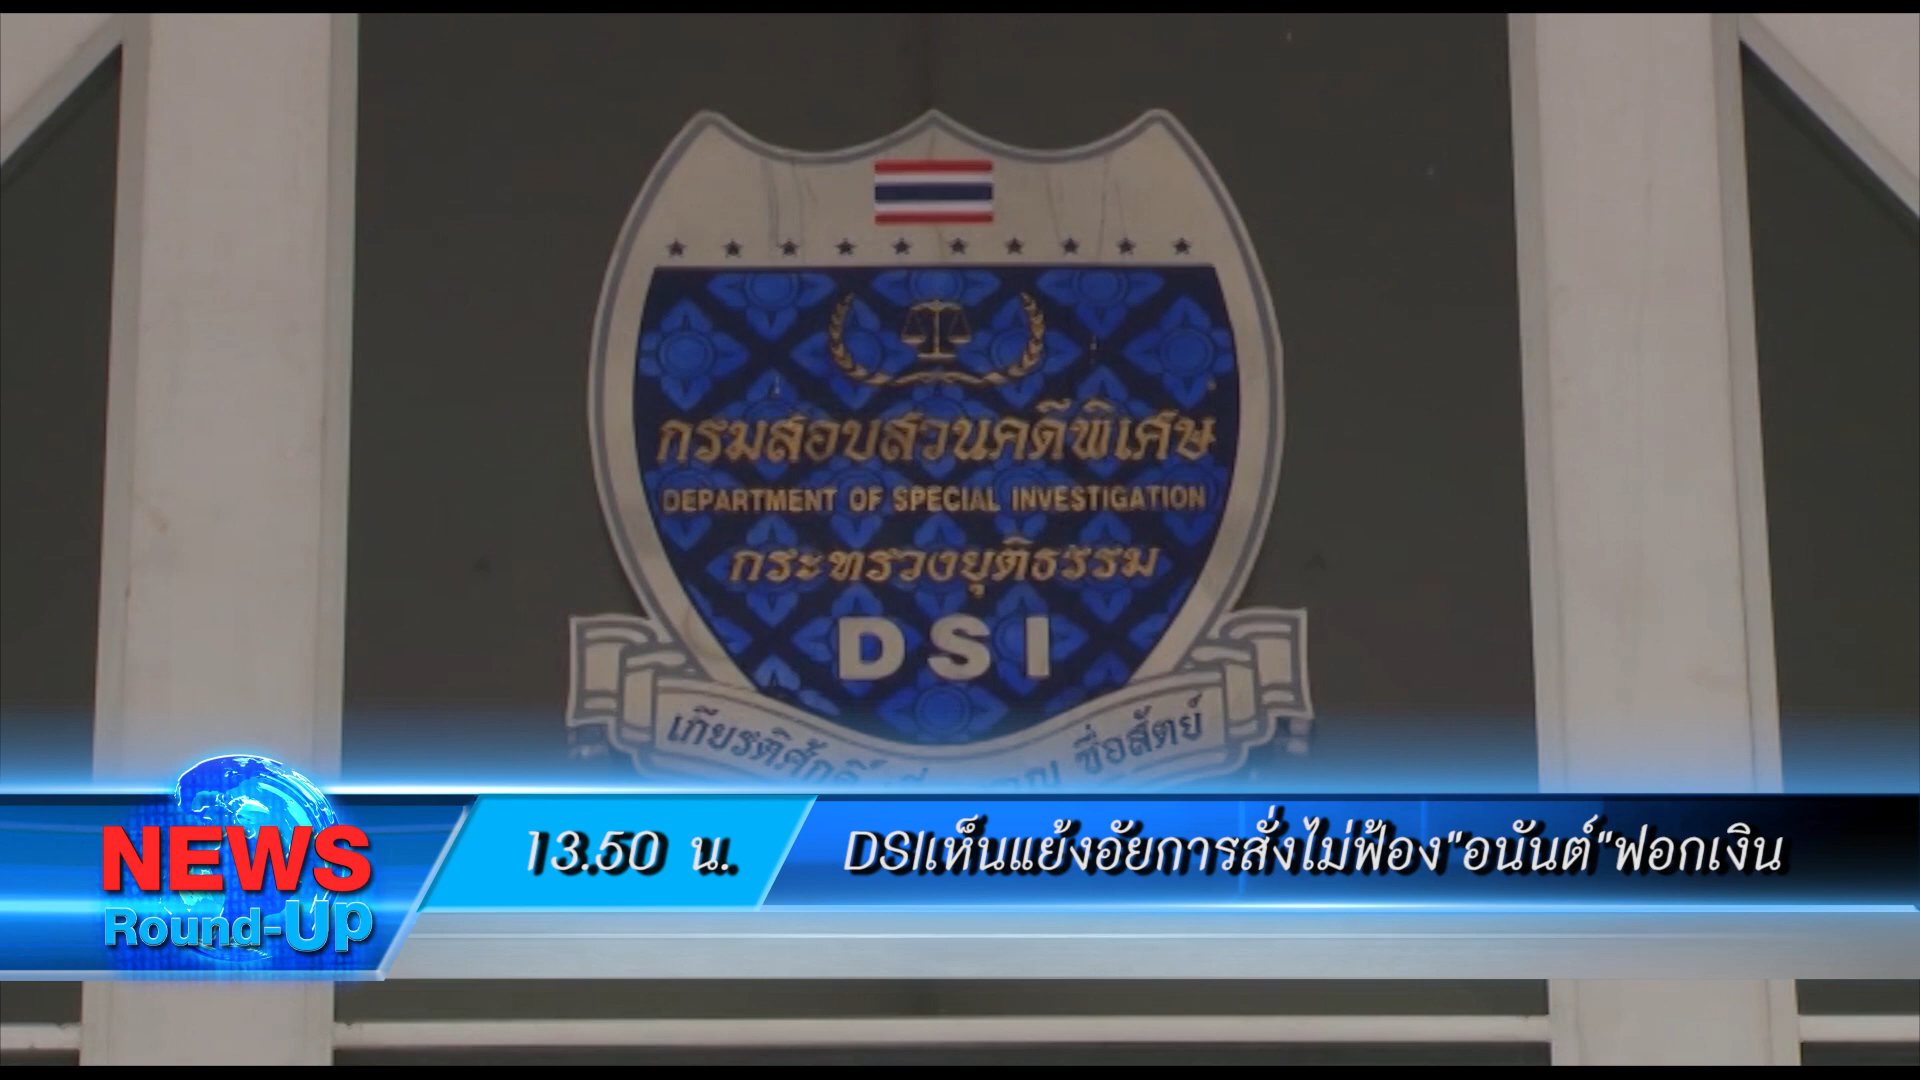 กรมสอบสวนคดีพิเศษ
DEPARTMENT OF SPECIAL INVESTIGATION
กระทรวงยุติธรรม
DSI
ซื่อสัตย์
NEWS
Round-Up
13.50 น.
DSIเห็นแย้งอัยการสั่งไม่ฟ้อง"อนันต์"ฟอกเงิน